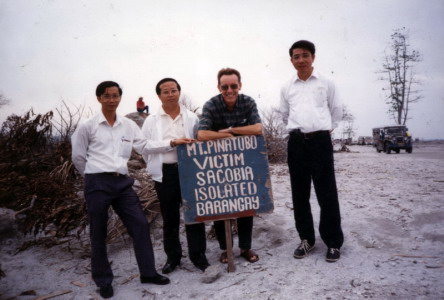 MT. PINATUBO
VICTIM
SACOBIA
ISOLATED
BARANGAY